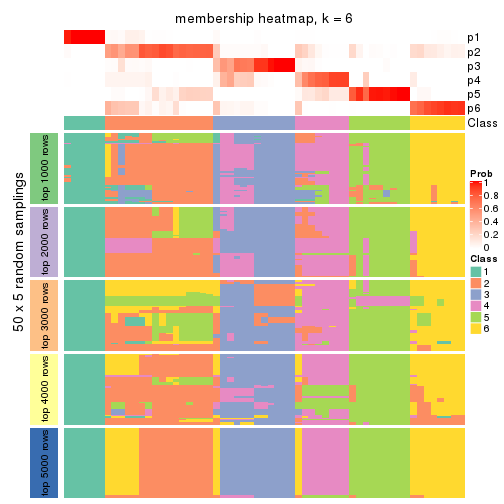 membership heatmap, k = 6
p1
p2
p3
p4
p5
p6
Class
50 x 5 random samplings
top 1000 rows
top 2000 rows
top 3000 rows
top 4000 rows
top 5000 rows
Prob
1
0.8
0.6
0.4
0.2
0
Class
1
2
3
4
5
6